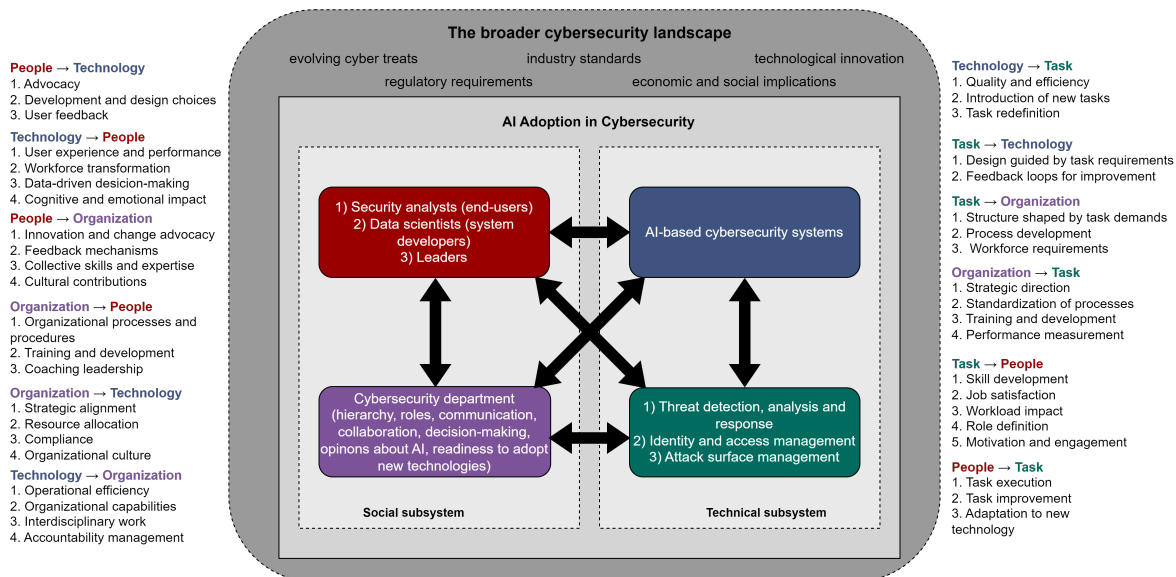 The broader cybersecurity landscape
evolving cyber treats
industry standards
technological innovation
regulatory requirements
economic and social implications
People → Technology
1. Advocacy
2. Development and design choices
3. User feedback
Technology → People
1. User experience and performance
2. Workforce transformation
3. Data-driven desicion-making
4. Cognitive and emotional impact
People → Organization
1. Innovation and change advocacy
2. Feedback mechanisms
3. Collective skills and expertise
4. Cultural contributions
Organization → People
1. Organizational processes and
procedures
2. Training and development
3. Coaching leadership
Organization → Technology
1. Strategic alignment
2. Resource allocation
3. Compliance
4. Organizational culture
Technology → Organization
1. Operational efficiency
2. Organizational capabilities
3. Interdisciplinary work
4. Accountability management
AI Adoption in Cybersecurity
1) Security analysts (end-users)
2) Data scientists (system
developers)
3) Leaders
AI-based cybersecurity systems
Cybersecurity department
(hierarchy, roles, communication,
collaboration, decision-making,
opinons about AI, readiness to adopt
new technologies)
1) Threat detection, analysis and
response
2) Identity and access management
3) Attack surface management
Social subsystem
Technical subsystem
Technology → Task
1. Quality and efficiency
2. Introduction of new tasks
3. Task redefinition
Task → Technology
1. Design guided by task requirements
2. Feedback loops for improvement
Task → Organization
1. Structure shaped by task demands
2. Process development
3. Workforce requirements
Organization → Task
1. Strategic direction
2. Standardization of processes
3. Training and development
4. Performance measurement
Task → People
1. Skill development
2. Job satisfaction
3. Workload impact
4. Role definition
5. Motivation and engagement
People → Task
1. Task execution
2. Task improvement
3. Adaptation to new
technology